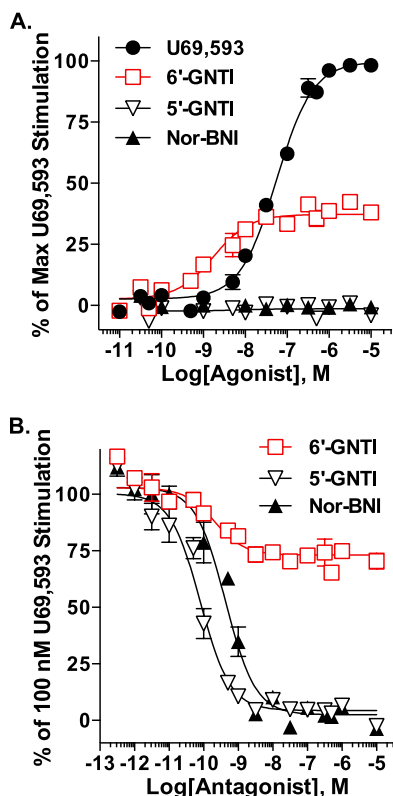 A.
U69,593
6'-GNTI
5'-GNTI
Nor-BNI
% of Max U69,593 Stimulation
100
75
50
25
0
-11 -10 -9 -8 -7 -6 -5
Log[Agonist], M
B.
6'-GNTI
5'-GNTI
Nor-BNI
% of 100 nM U69,593 Stimulation
100
75
50
25
0
-13 -12 -11 -10 -9 -8 -7 -6 -5
Log[Antagonist], M